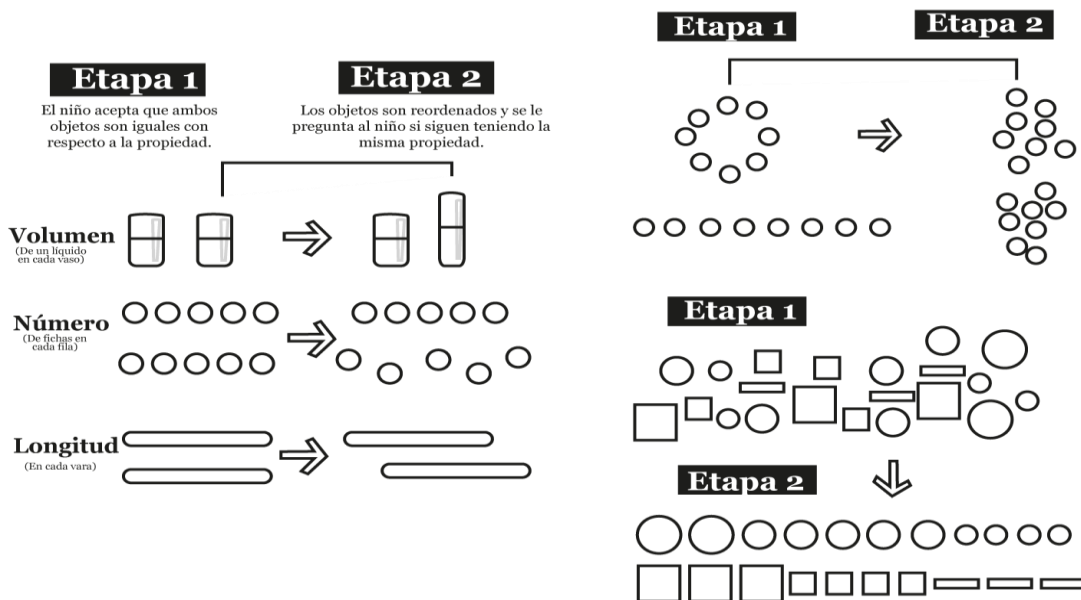 Etapa 1
El niño acepta que ambos
objetos son iguales con
respecto a la propiedad.
Etapa 2
Los objetos son reordenados y se le
pregunta al niño si siguen teniendo la
misma propiedad.
Volumen
(De un líquido
en cada vaso)
Número
(De fichas en
cada fila)
Longitud
(En cada vara)
Etapa 1
Etapa 2
Etapa 1
Etapa 2